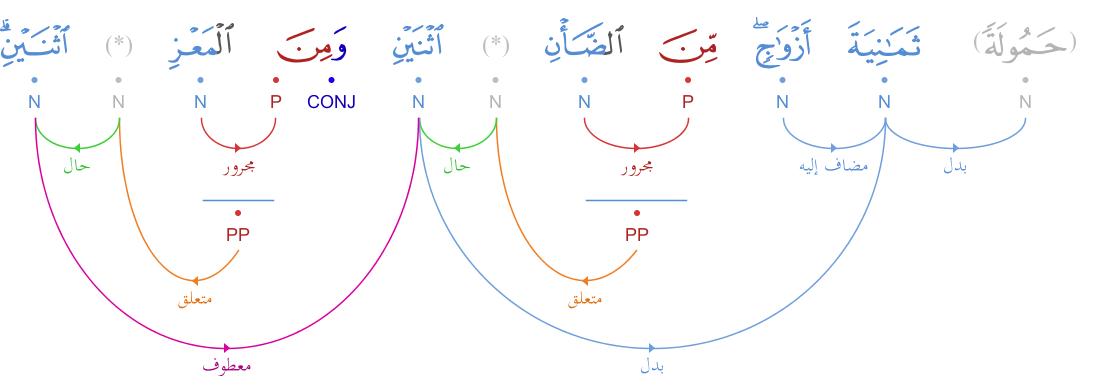 (حَمُولَةً) ثَمَـٰنِيَةَ أَزْوَٰجٍۖ مِّنَ ٱلضَّأْنِ (*) ٱثْنَيْنِ وَمِنَ ٱلْمَعْزِ (*) ٱثْنَيْنِۗ
N N N P N N N CONJ P N N N
بدل مضاف إليه مجرور حال مجرور حال
PP PP
متعلق متعلق
بدل معطوف